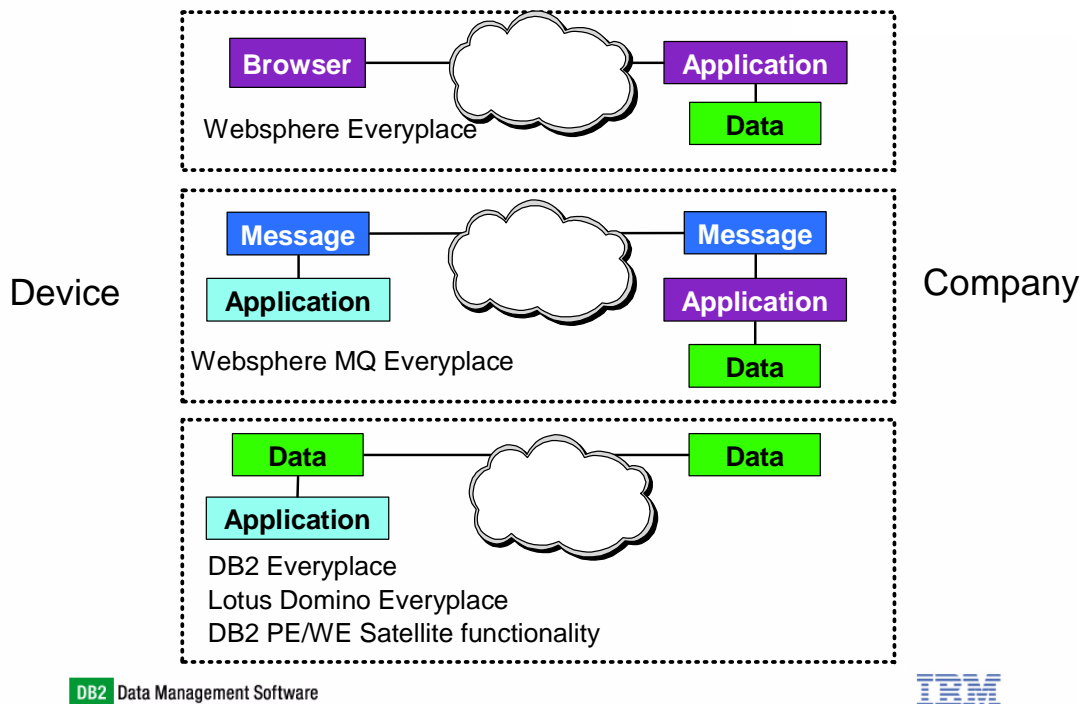 Browser
Application
Data
Websphere Everyplace
Message
Message
Application
Application
Data
Websphere MQ Everyplace
Device
Company
Data
Data
Application
DB2 Everyplace
Lotus Domino Everyplace
DB2 PE/WE Satellite functionality
DB2 Data Management Software
IBM